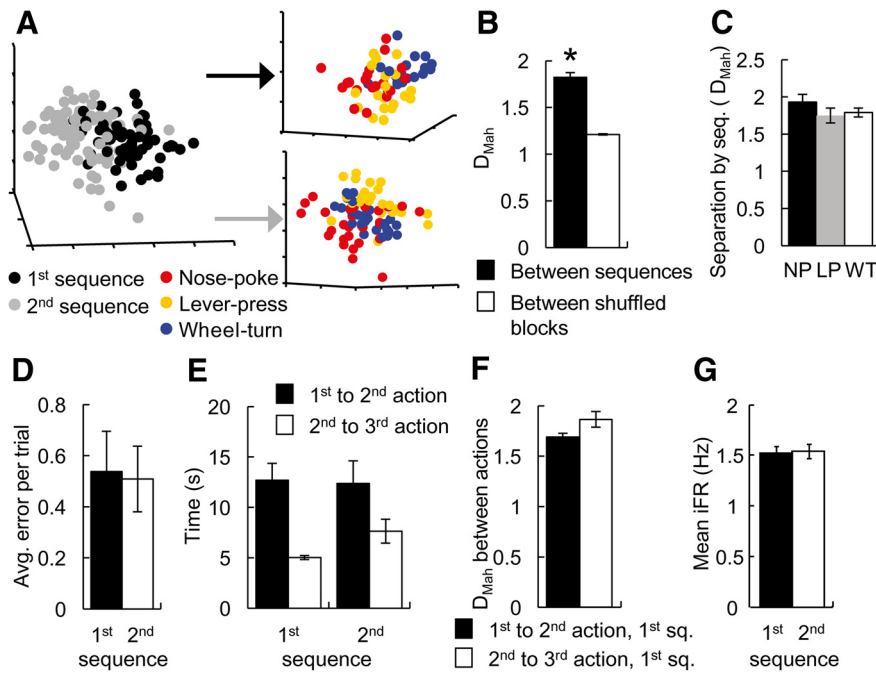 A
1st sequence
2nd sequence
Nose-poke
Lever-press
Wheel-turn
B
DMah
2
1.5
1
0.5
0
*
Between sequences
Between shuffled
blocks
C
Separation by seq. ( DMah)
2.5
2
1.5
1
0.5
0
NP LP WT
D
Avg. error per trial
0.8
0.6
0.4
0.2
0
1st 2nd
sequence
E
1st to 2nd action
2nd to 3rd action
Time (s)
20
15
10
5
0
1st 2nd
sequence
F
DMah between actions
2
1.5
1
0.5
0
1st to 2nd action, 1st sq.
2nd to 3rd action, 1st sq.
G
Mean iFR (Hz)
2
1.5
1
0.5
0
1st 2nd
sequence